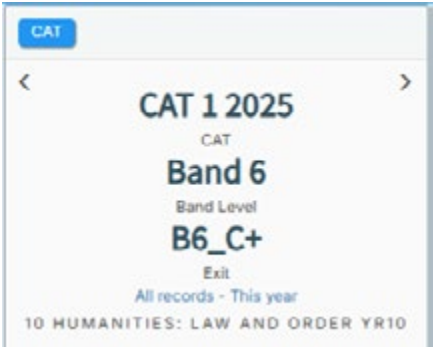 CAT
CAT 1 2025
CAT
Band 6
Band Level
B6_C+
Exit
All records - This year
10 HUMANITIES: LAW AND ORDER YR10